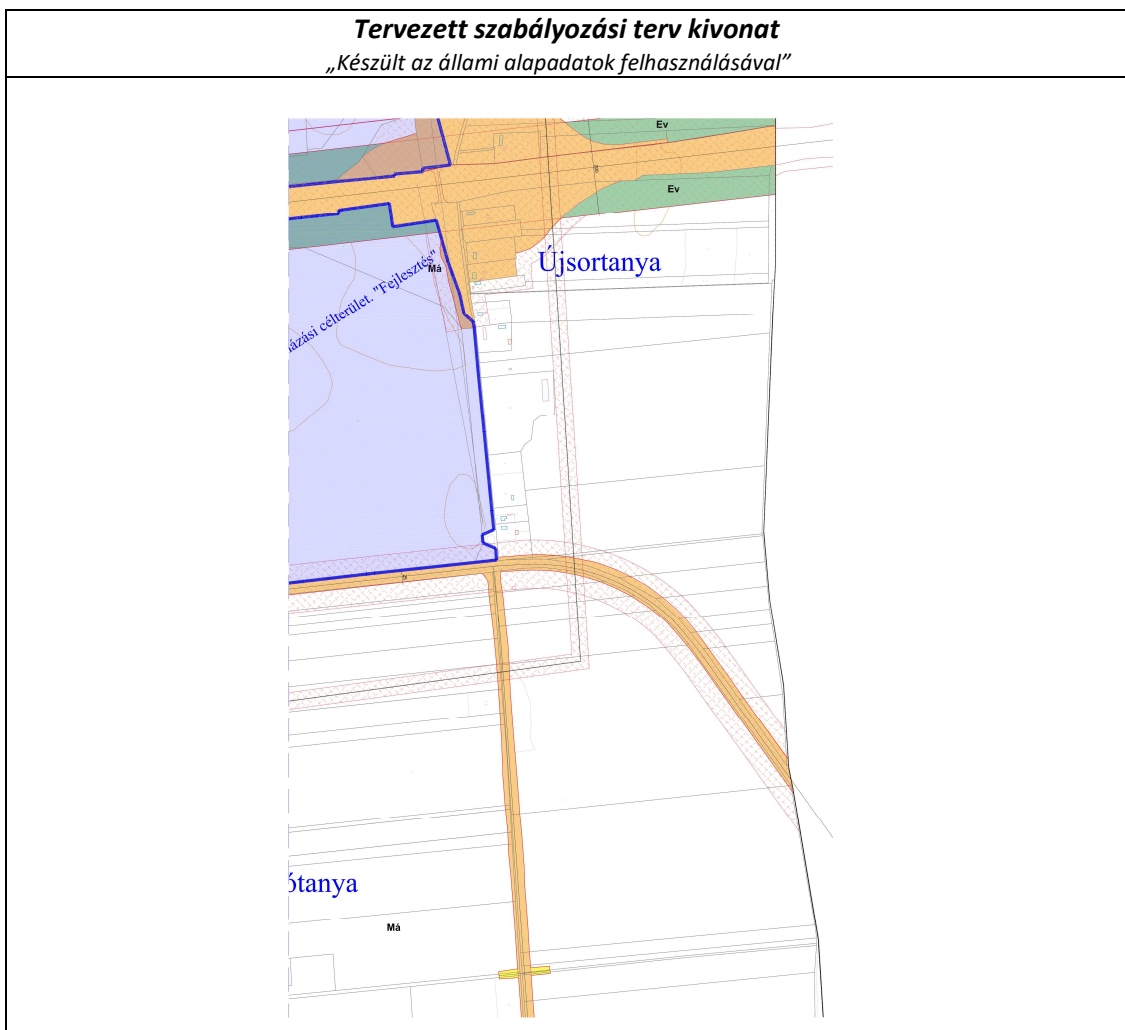 Tervezett szabályozási terv kivonat
„Készült az állami alapadatok felhasználásával”
Ev
Ev
Újsortanya
Má
ázási célterület. "Fejlesztés"
ótanya
Má